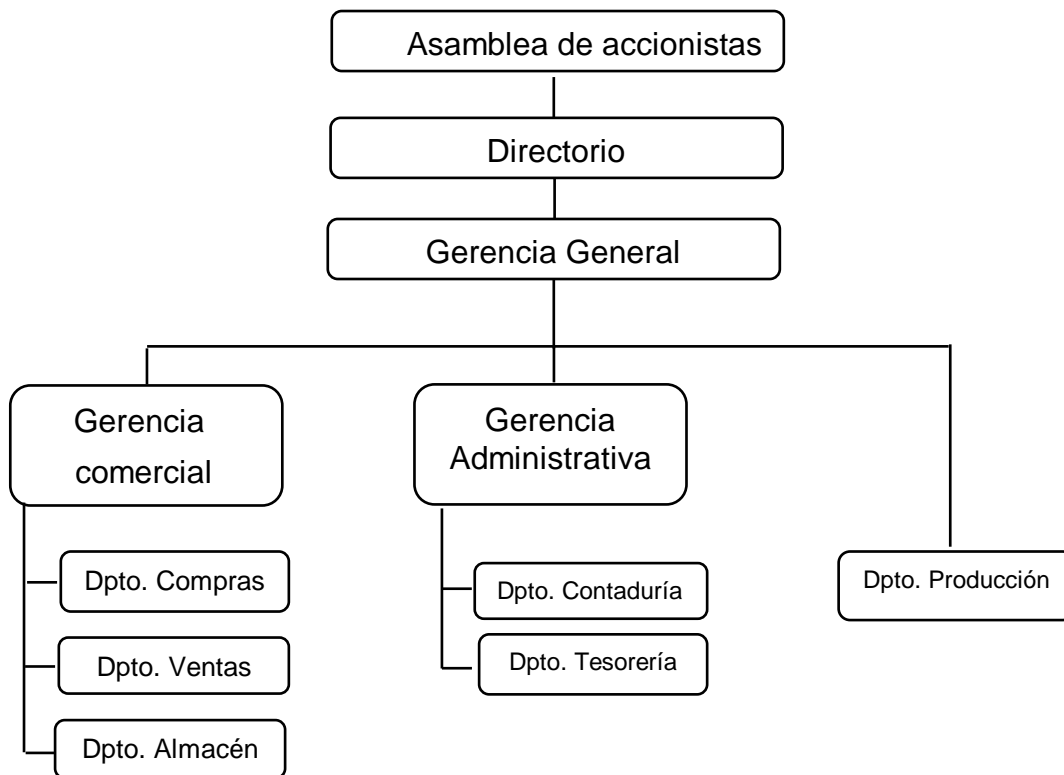 Asamblea de accionistas
Directorio
Gerencia General
Gerencia
comercial
Gerencia
Administrativa
Dpto. Compras
Dpto. Ventas
Dpto. Almacén
Dpto. Contaduría
Dpto. Tesorería
Dpto. Producción